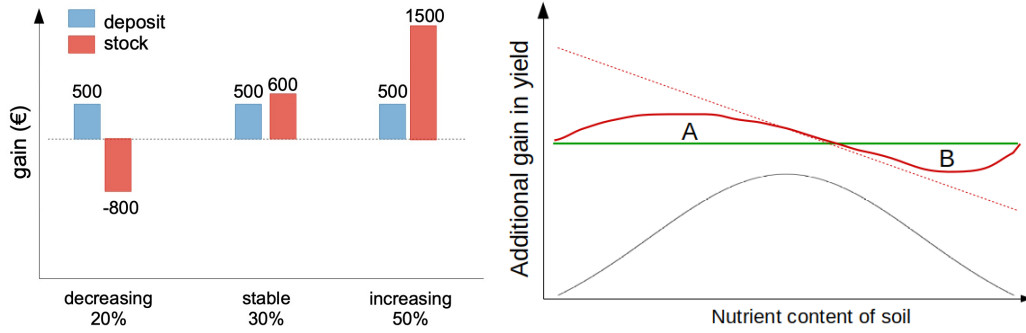 deposit
stock
gain (€)
500
-800
500
600
500
1500
decreasing
20%
stable
30%
increasing
50%
Additional gain in yield
A
B
Nutrient content of soil